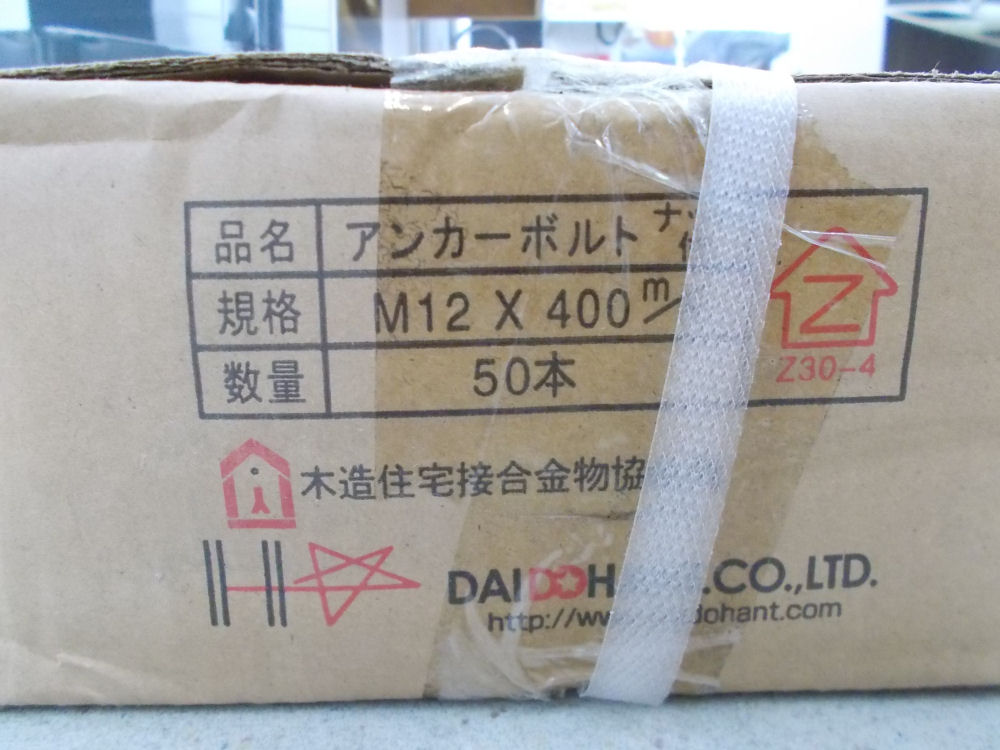 品名 アンカーボルト
規格 M12 X 400 m/
数量 50本
Z
Z30-4
木造住宅接合金物協
H
DAIDOH .CO.,LTD.
http://ww dohant.com